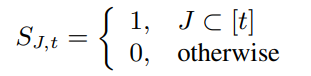 S_{J,t} = { 1, J ⊂ [t]
0, otherwise